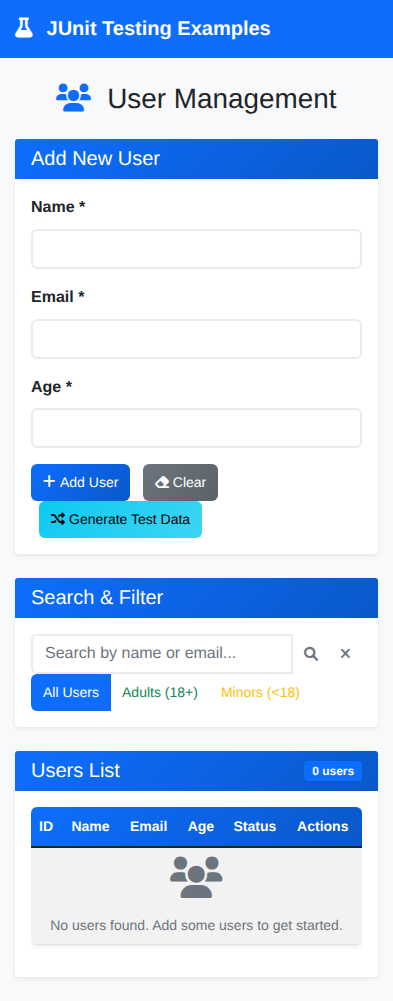 JUnit Testing Examples
User Management
Add New User
Name *
Email *
Age *
Add User Clear
Generate Test Data
Search & Filter
Search by name or email...
All Users Adults (18+) Minors (<18)
Users List 0 users
ID Name Email Age Status Actions
No users found. Add some users to get started.